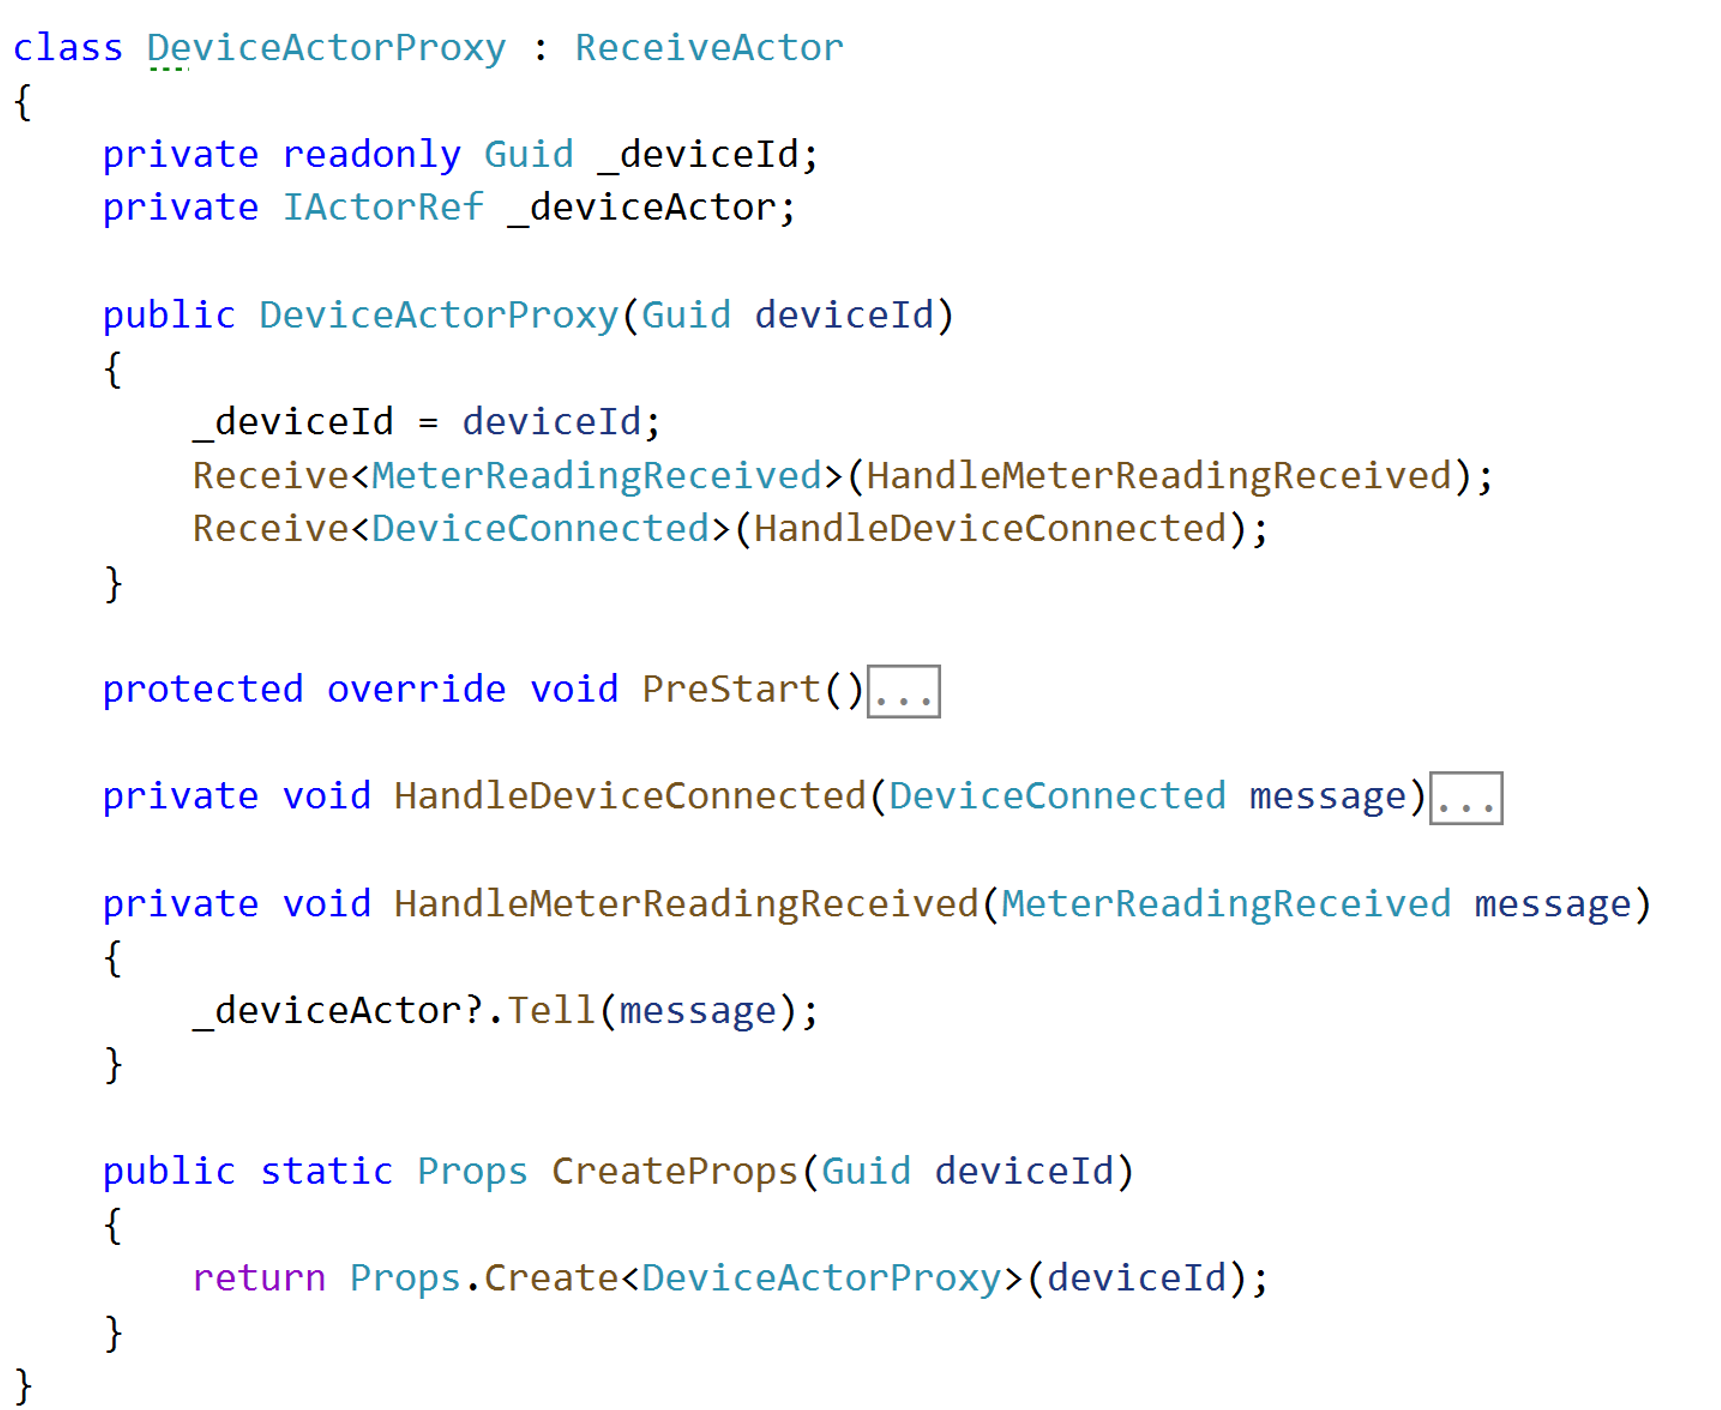 class DeviceActorProxy : ReceiveActor
{
    private readonly Guid _deviceId;
    private IActorRef _deviceActor;

    public DeviceActorProxy(Guid deviceId)
    {
        _deviceId = deviceId;
        Receive<MeterReadingReceived>(HandleMeterReadingReceived);
        Receive<DeviceConnected>(HandleDeviceConnected);
    }

    protected override void PreStart()...

    private void HandleDeviceConnected(DeviceConnected message)...

    private void HandleMeterReadingReceived(MeterReadingReceived message)
    {
        _deviceActor?.Tell(message);
    }

    public static Props CreateProps(Guid deviceId)
    {
        return Props.Create<DeviceActorProxy>(deviceId);
    }
}